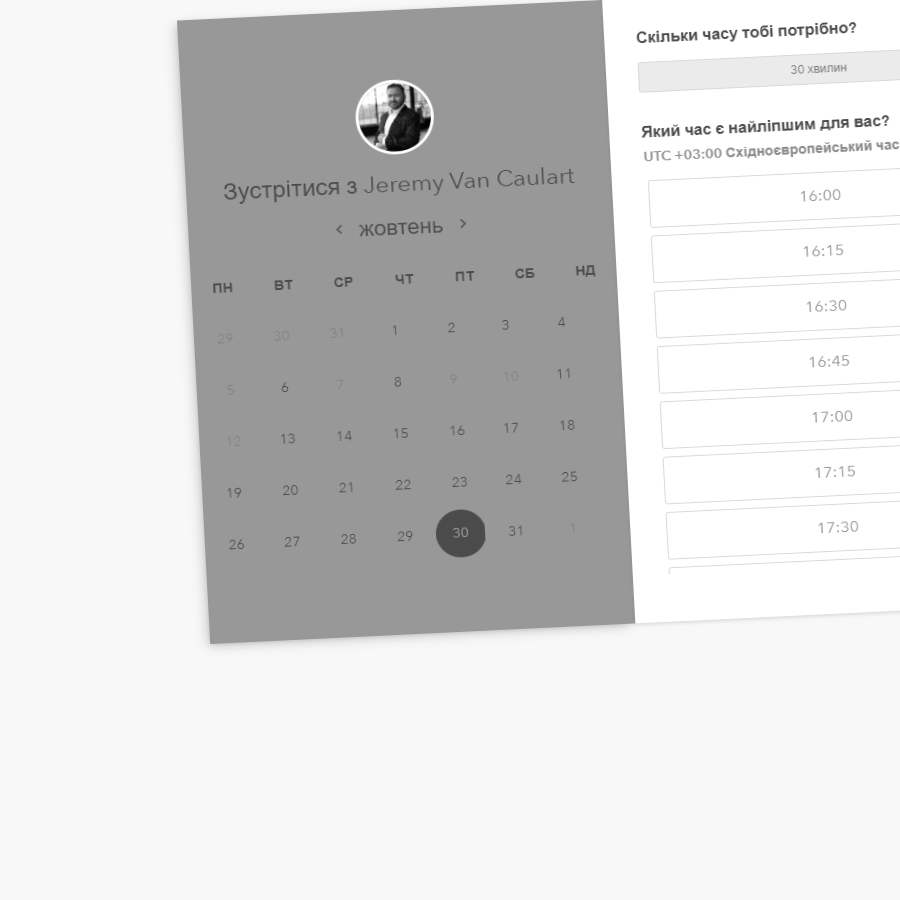 Зустрітися з Jeremy Van Caulart
‹ жовтень ›
ПН ВТ СР ЧТ ПТ СБ НД
29 30 31 1 2 3 4
5 6 7 8 9 10 11
12 13 14 15 16 17 18
19 20 21 22 23 24 25
26 27 28 29 30 31 1
Скільки часу тобі потрібно?
30 хвилин
Який час є найліпшим для вас?
UTC +03:00 Східноєвропейський час
16:00
16:15
16:30
16:45
17:00
17:15
17:30